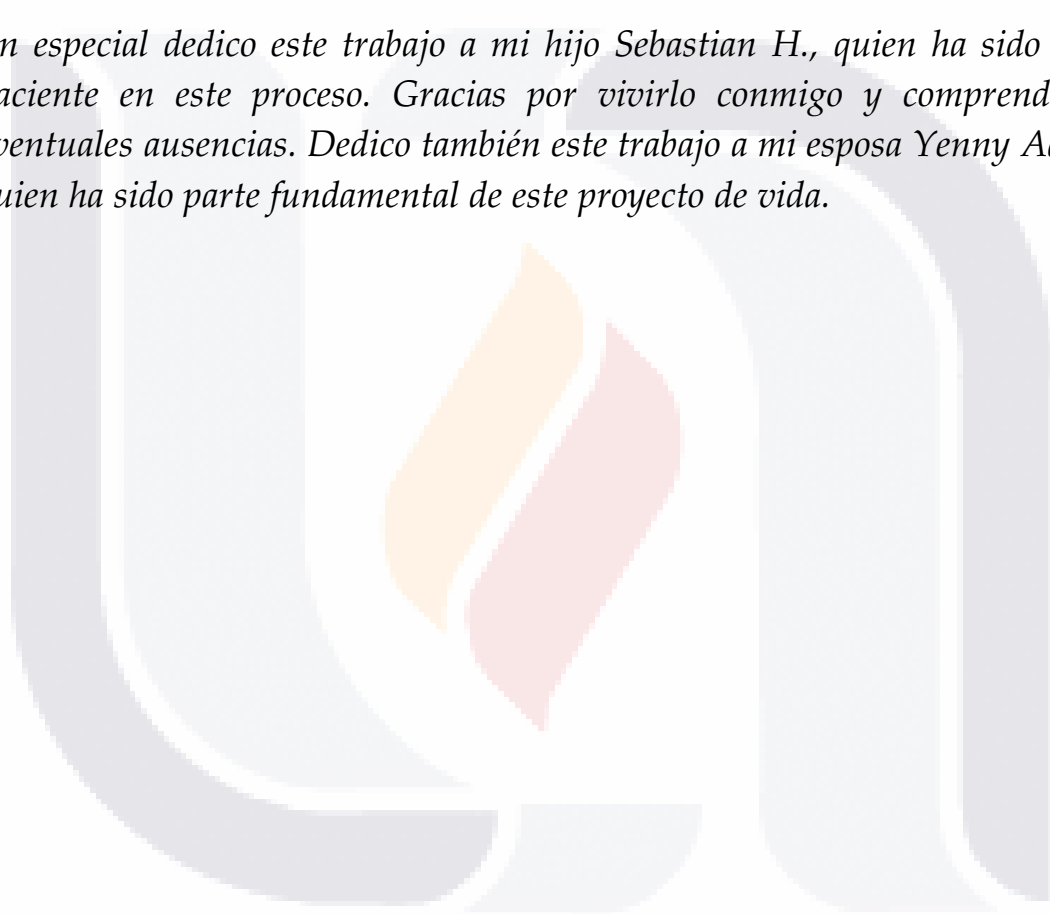 n especial dedico este trabajo a mi hijo Sebastian H., quien ha sido
aciente en este proceso. Gracias por vivirlo conmigo y comprend
ventuales ausencias. Dedico también este trabajo a mi esposa Yenny A
uien ha sido parte fundamental de este proyecto de vida.